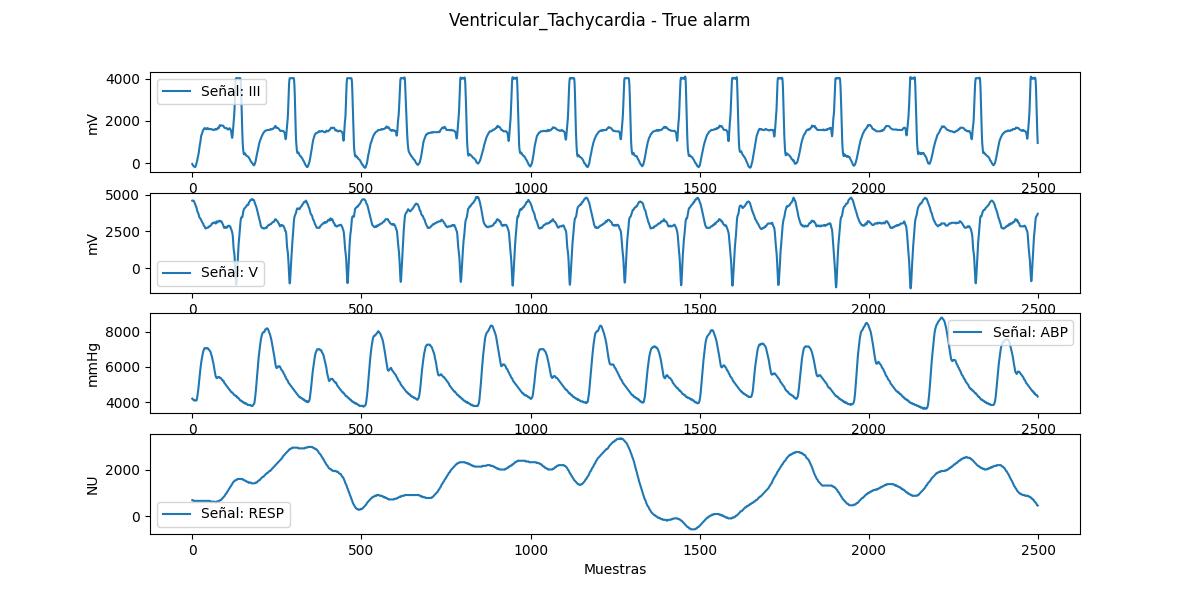 Ventricular_Tachycardia - True alarm
4000
2000
0
mV
Señal: III
0 500 1000 1500 2000 2500
5000
2500
0
mV
Señal: V
0 500 1000 1500 2000 2500
8000
6000
4000
mmHg
Señal: ABP
0 500 1000 1500 2000 2500
2000
0
NU
Señal: RESP
0 500 1000 1500 2000 2500
Muestras